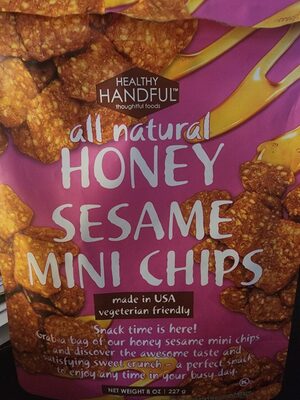 HEALTHY
HANDFUL™
thoughtful foods
all natural
HONEY
SESAME
MINI CHIPS
made in USA
vegeterian friendly
Snack time is here!
Grab a bag of our honey sesame mini chips
and discover the awesome taste and
satisfying sweet crunch – a perfect snack
to enjoy any time in your busy day.
NET WEIGHT 8 OZ | 227 g